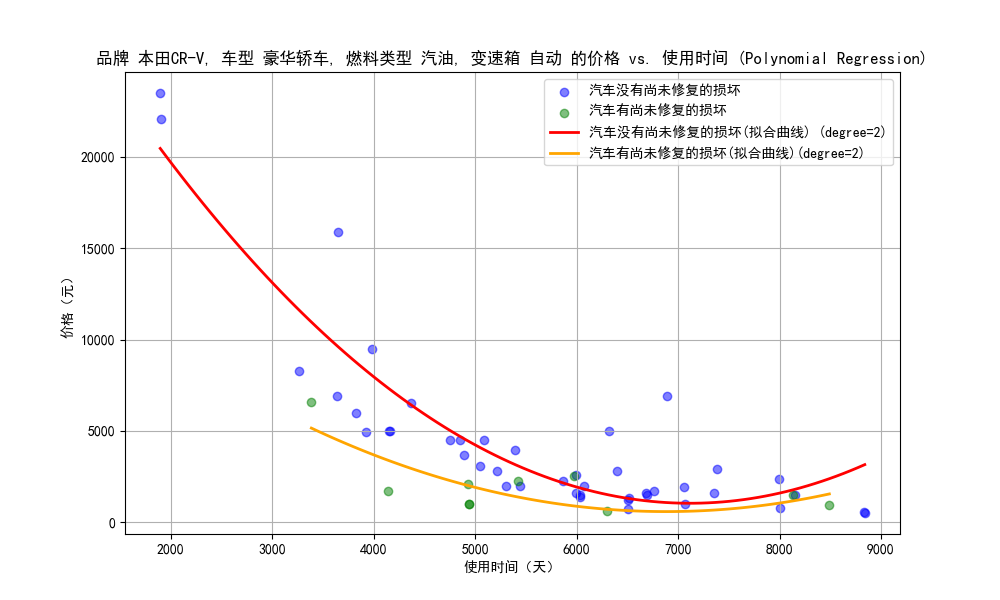 品牌 本田CR-V, 车型 豪华轿车, 燃料类型 汽油, 变速箱 自动 的价格 vs. 使用时间 (Polynomial Regression)
汽车没有尚未修复的损坏
汽车有尚未修复的损坏
汽车没有尚未修复的损坏(拟合曲线) (degree=2)
汽车有尚未修复的损坏(拟合曲线)(degree=2)
价格（元）
20000
15000
10000
5000
0
2000 3000 4000 5000 6000 7000 8000 9000
使用时间（天）